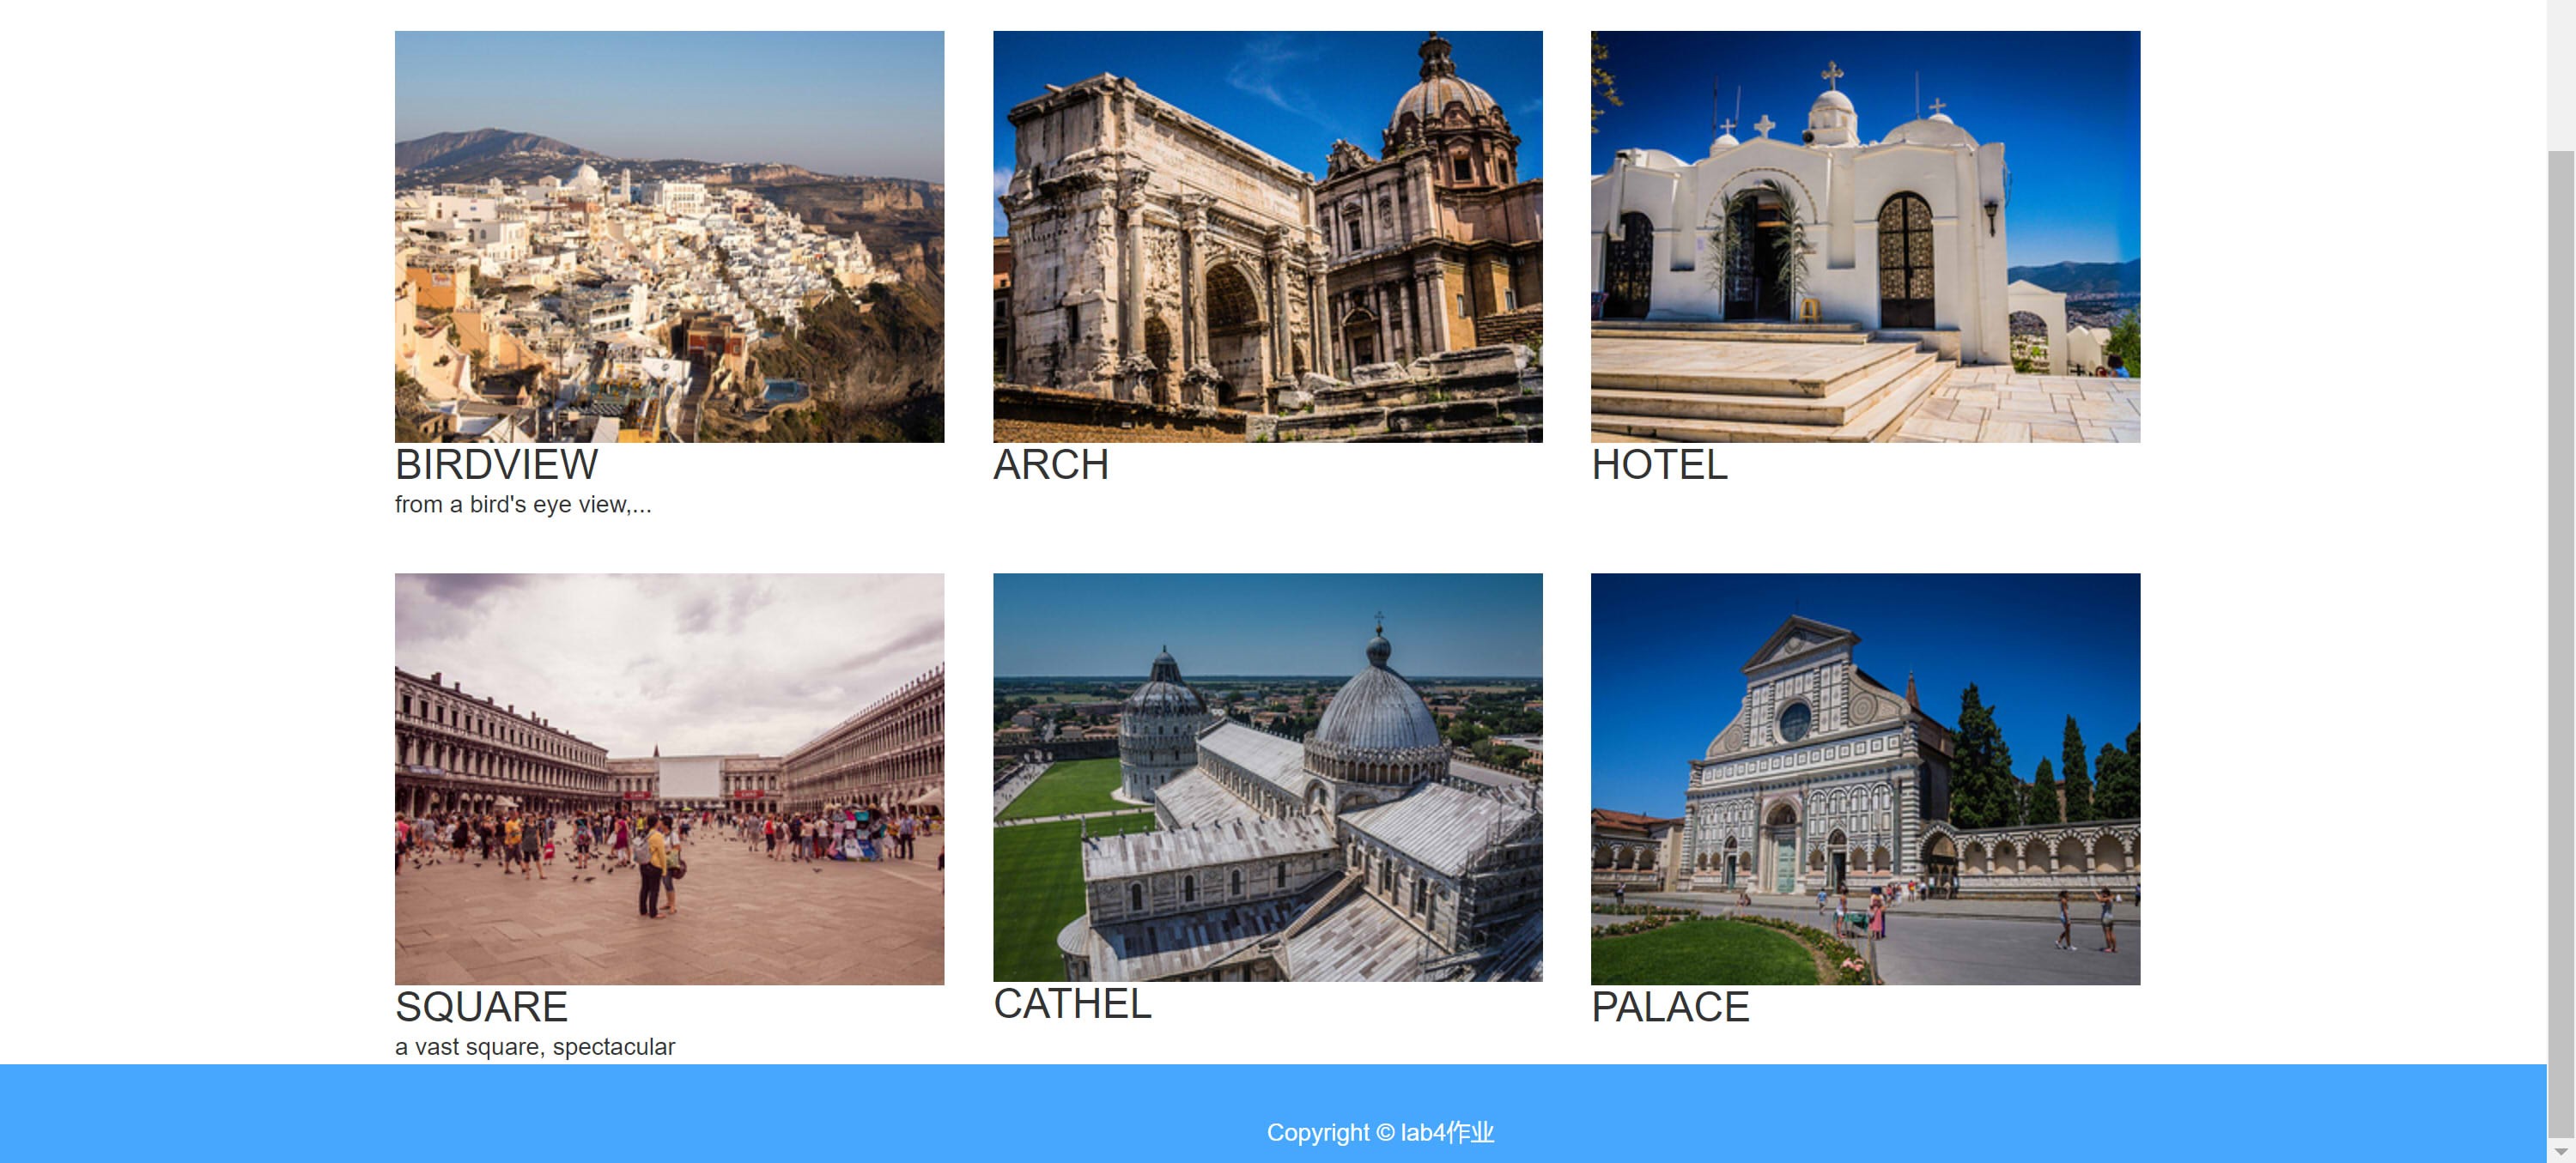 BIRDVIEW
from a bird's eye view,...
ARCH
HOTEL
SQUARE
a vast square, spectacular
CATHEL
PALACE
Copyright © lab4作业